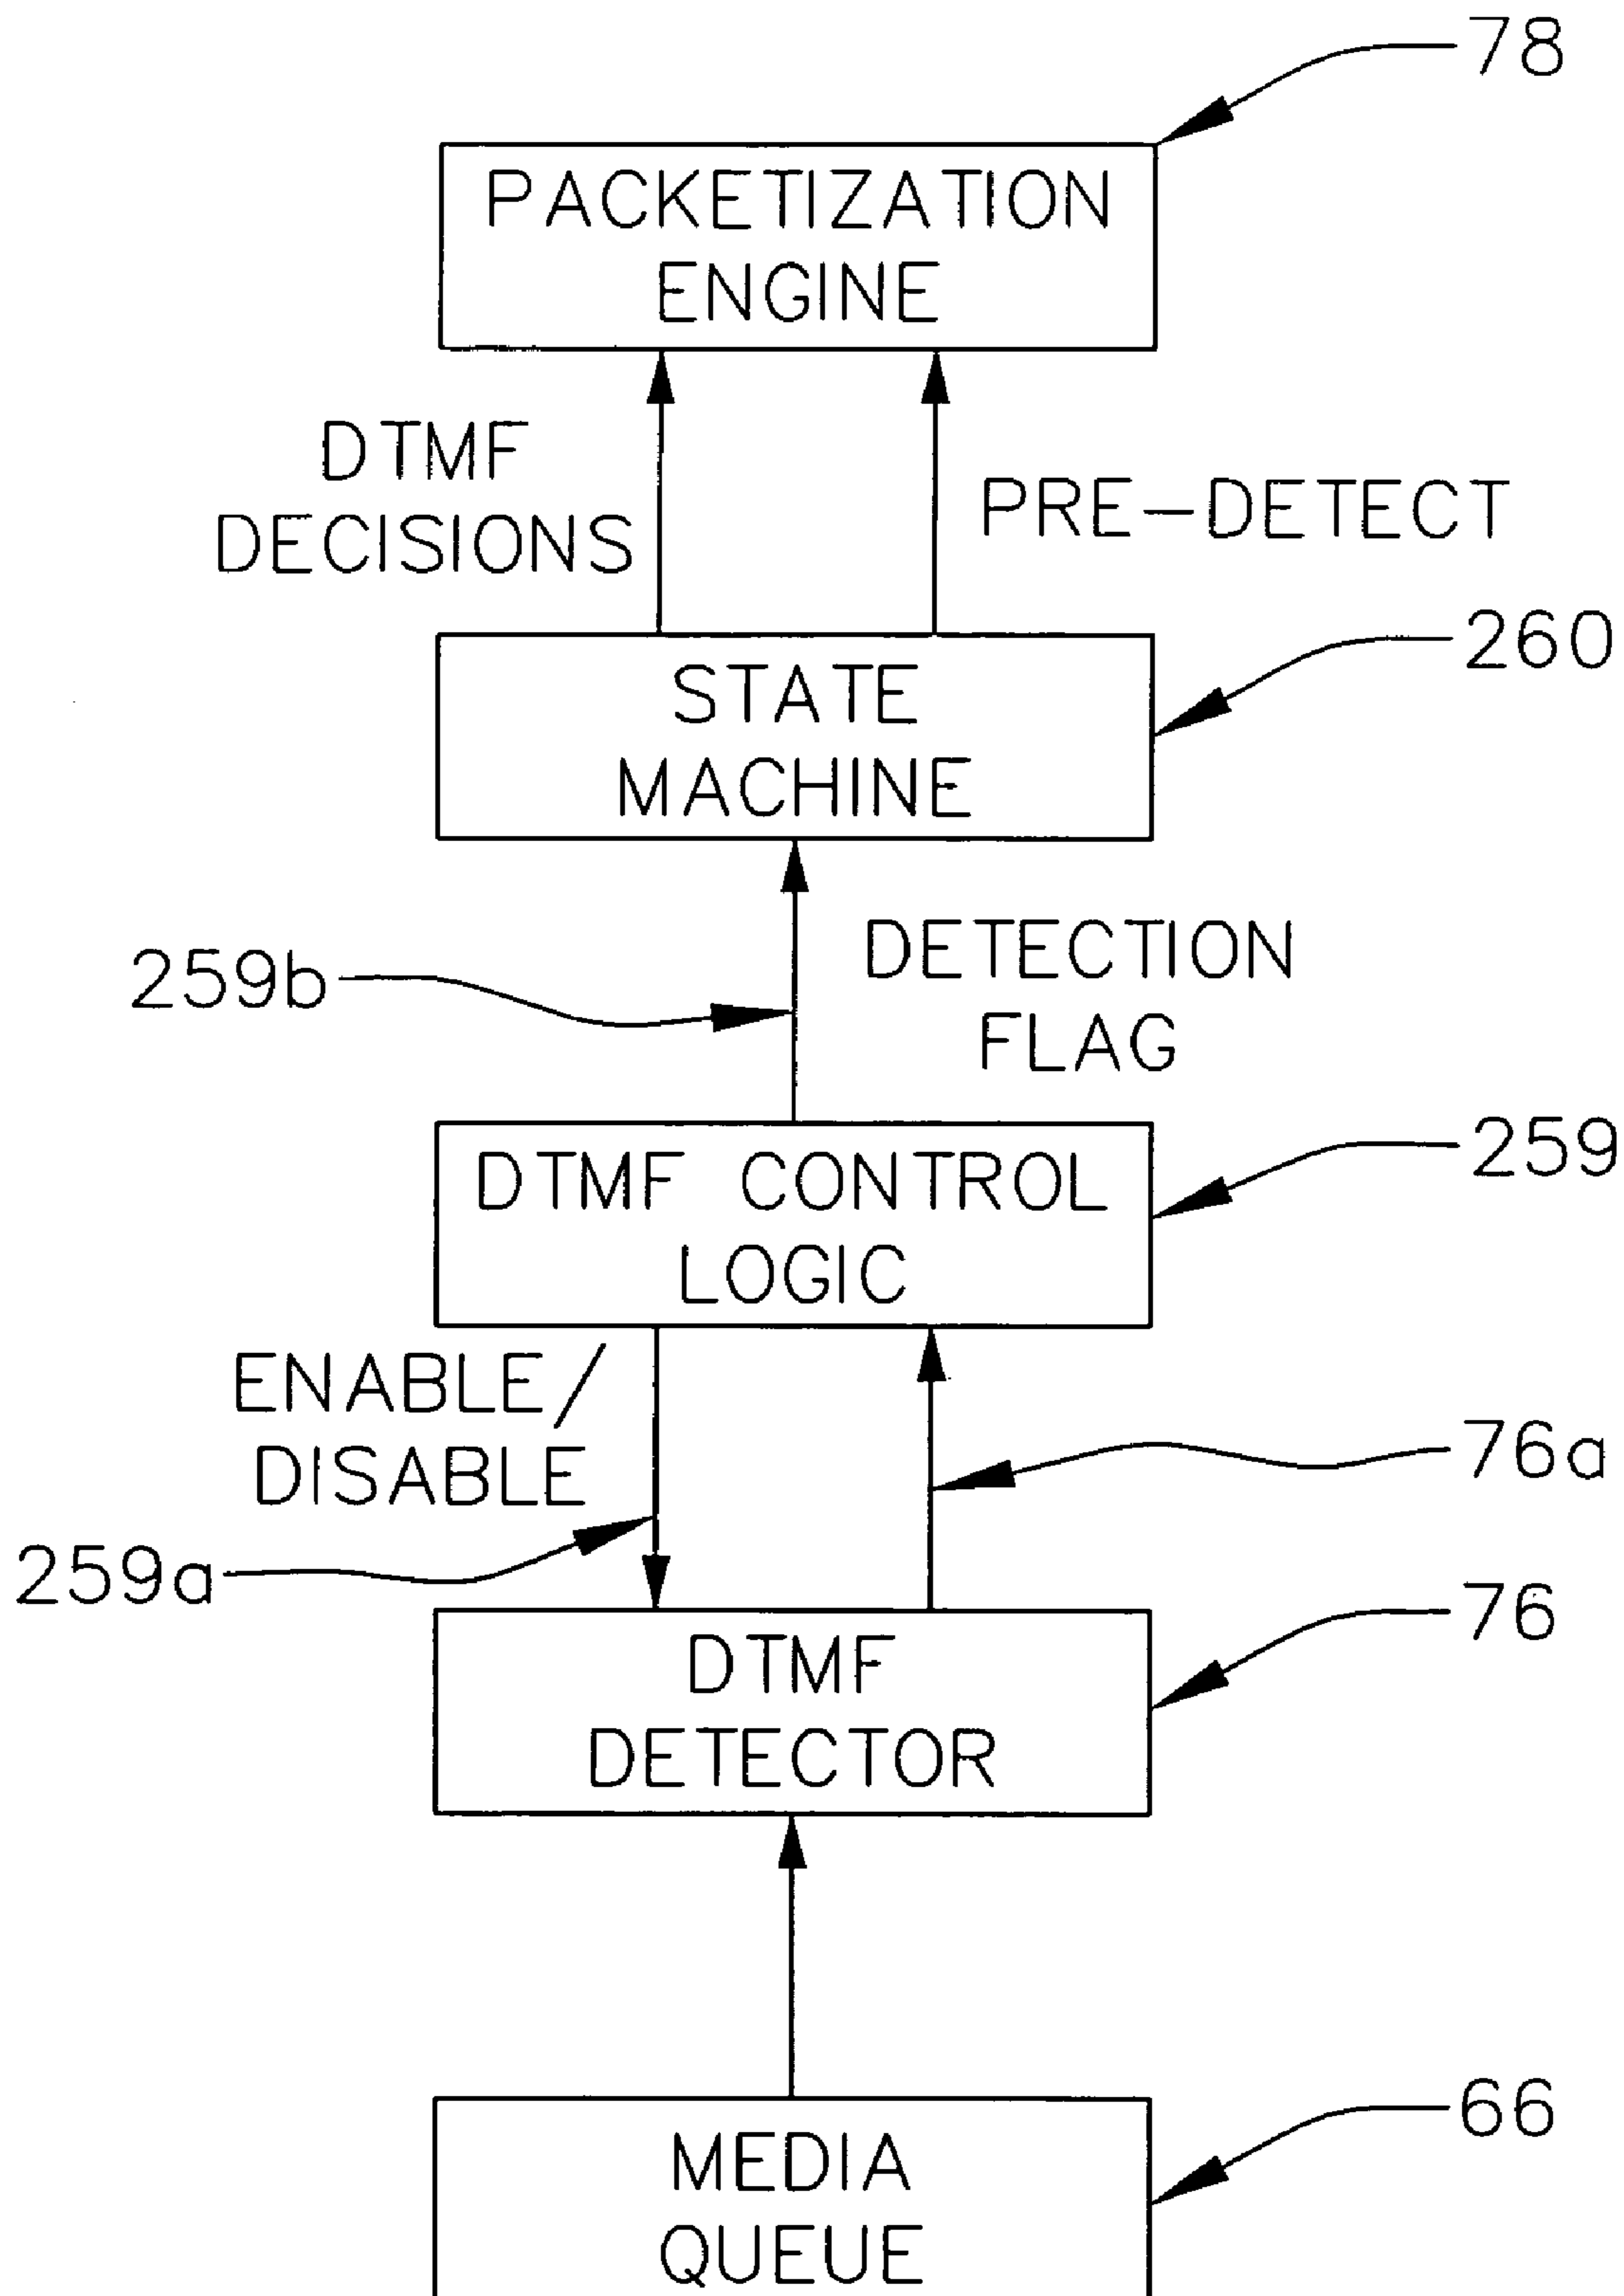 78
PACKETIZATION
ENGINE
DTMF
DECISIONS
PRE-DETECT
260
STATE
MACHINE
259b
DETECTION
FLAG
259
DTMF CONTROL
LOGIC
ENABLE/
DISABLE
76a
259a
76
DTMF
DETECTOR
66
MEDIA
QUEUE